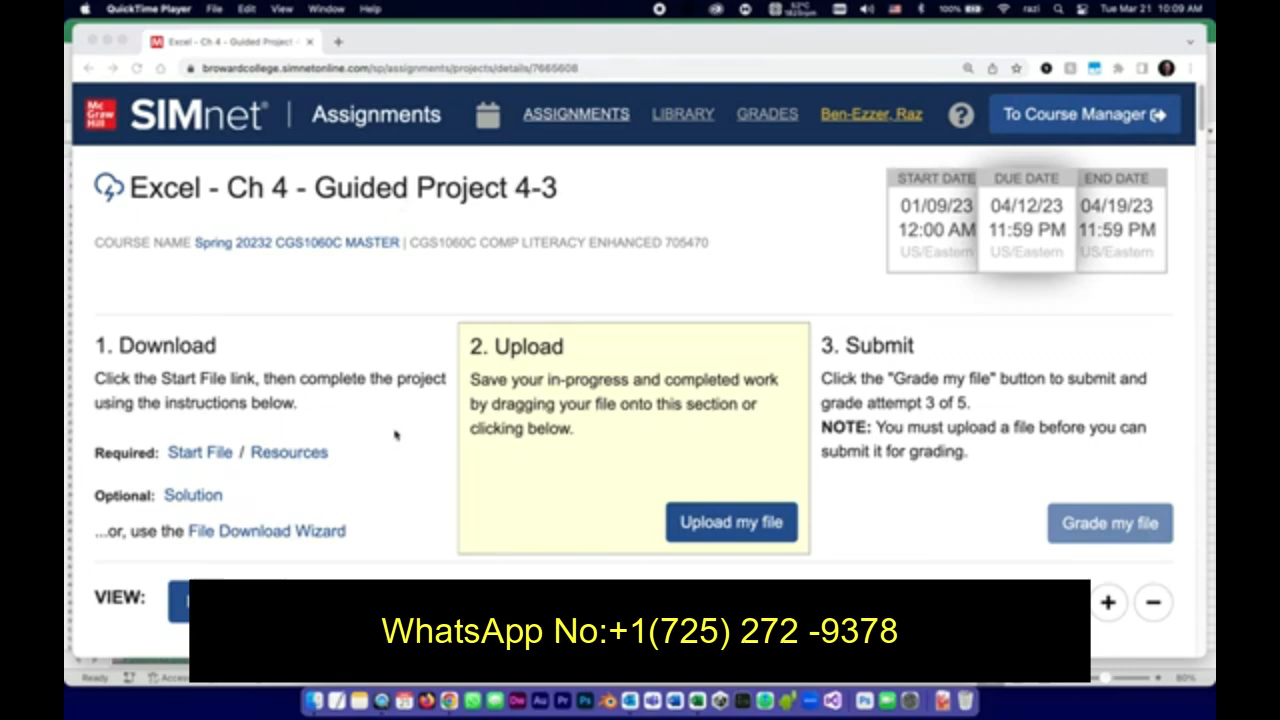 QuickTime Player File Edit View Window Help
100% razi Tue Mar 21 10:09 AM
Excel - Ch 4 - Guided Project -
browardcollege.simnetonline.com/sp/assignments/projects/details/7665608
Mc Graw Hill SIMnet® | Assignments ASSIGNMENTS LIBRARY GRADES Ben-Ezzer, Raz ? To Course Manager
Excel - Ch 4 - Guided Project 4-3
START DATE DUE DATE END DATE
01/09/23 04/12/23 04/19/23
12:00 AM 11:59 PM 11:59 PM
US/Eastern US/Eastern US/Eastern
COURSE NAME Spring 20232 CGS1060C MASTER | CGS1060C COMP LITERACY ENHANCED 705470
1. Download
Click the Start File link, then complete the project
using the instructions below.
Required: Start File / Resources
Optional: Solution
...or, use the File Download Wizard
2. Upload
Save your in-progress and completed work
by dragging your file onto this section or
clicking below.
Upload my file
3. Submit
Click the "Grade my file" button to submit and
grade attempt 3 of 5.
NOTE: You must upload a file before you can
submit it for grading.
Grade my file
VIEW:
WhatsApp No:+1(725) 272 -9378
Ready
80%